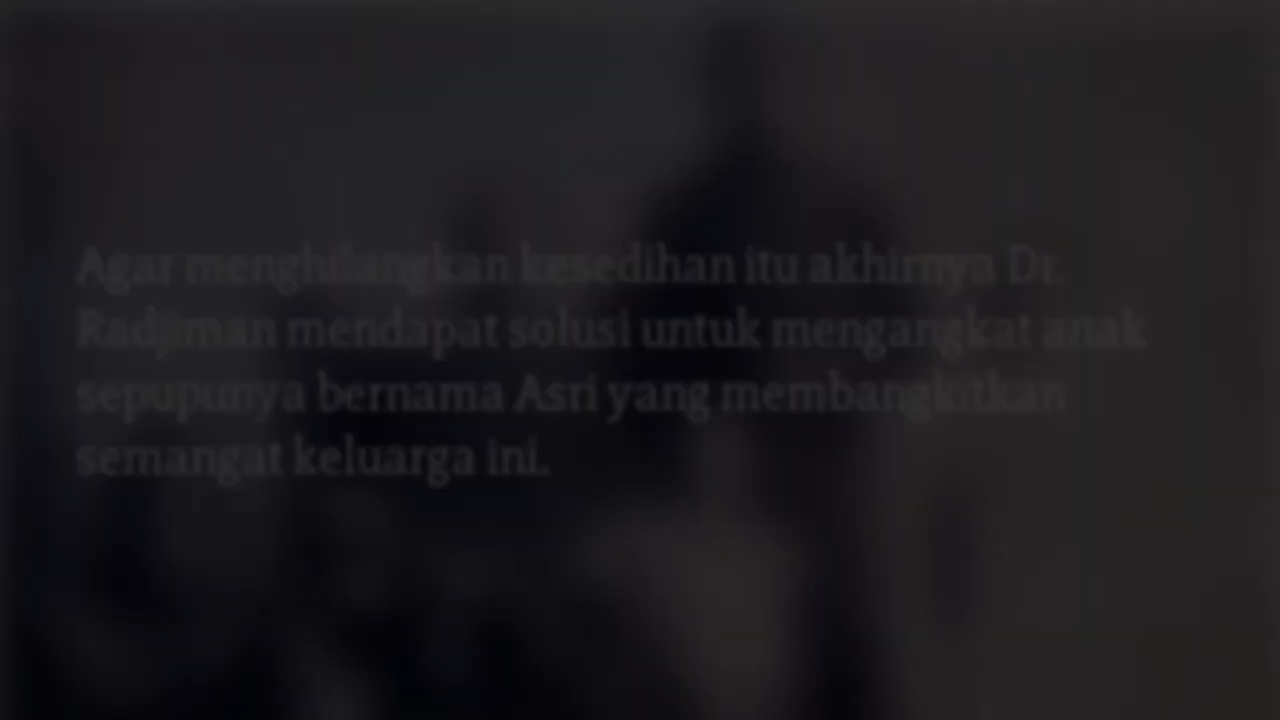 Agar menghilangkan kesedihan itu akhirnya Dr.
Radjiman mendapat solusi untuk mengangkat anak
sepupunya bernama Asri yang membangkitkan
semangat keluarga ini.